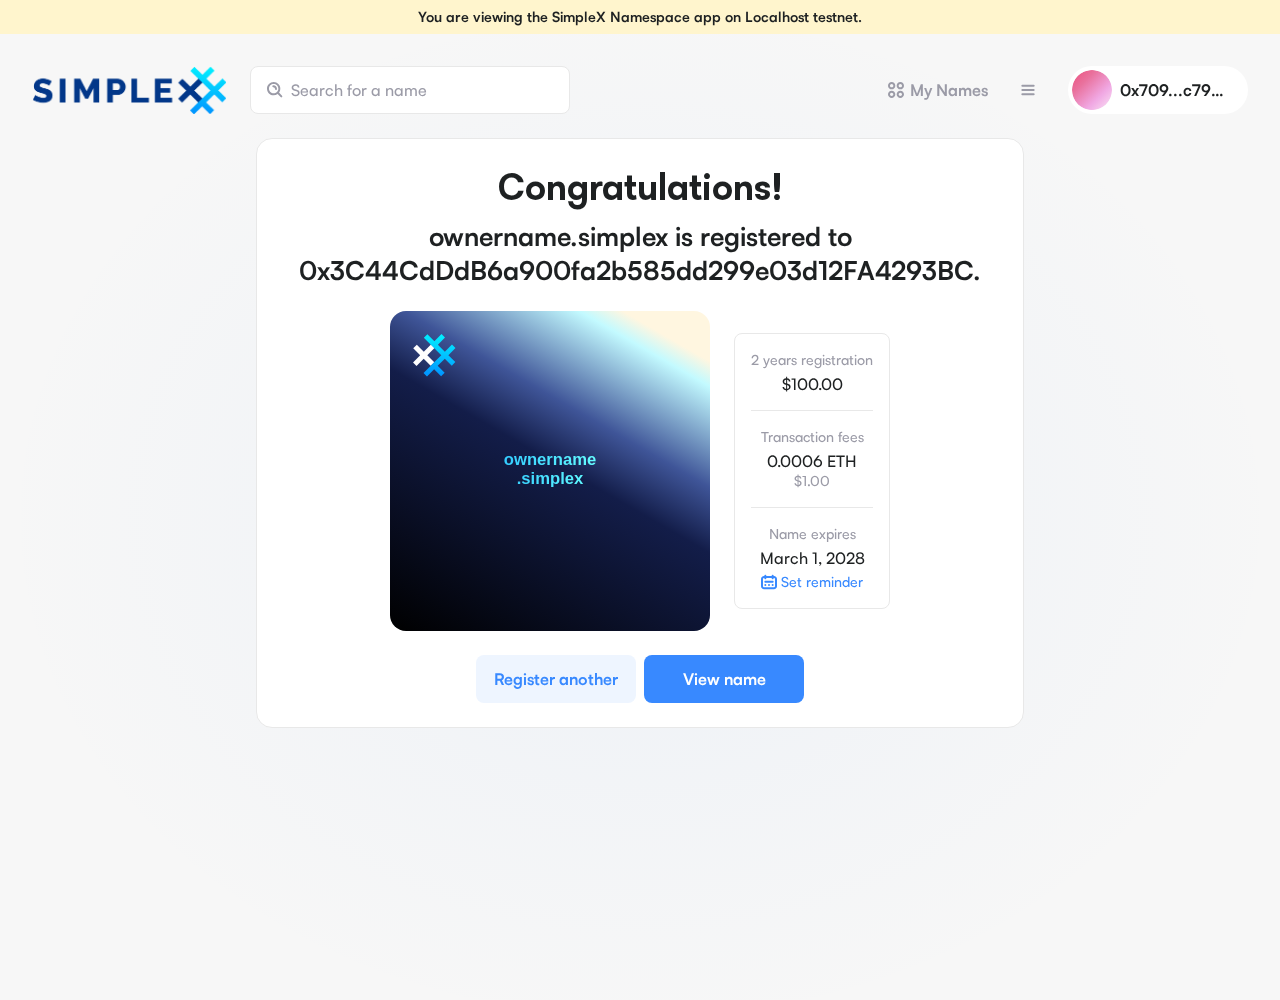 You are viewing the SimpleX Namespace app on Localhost testnet.
SIMPLEX
Search for a name
My Names
0x709...c79...
Congratulations!
ownername.simplex is registered to
0x3C44CdDdB6a900fa2b585dd299e03d12FA4293BC.
ownername
.simplex
2 years registration
$100.00
Transaction fees
0.0006 ETH
$1.00
Name expires
March 1, 2028
Set reminder
Register another
View name